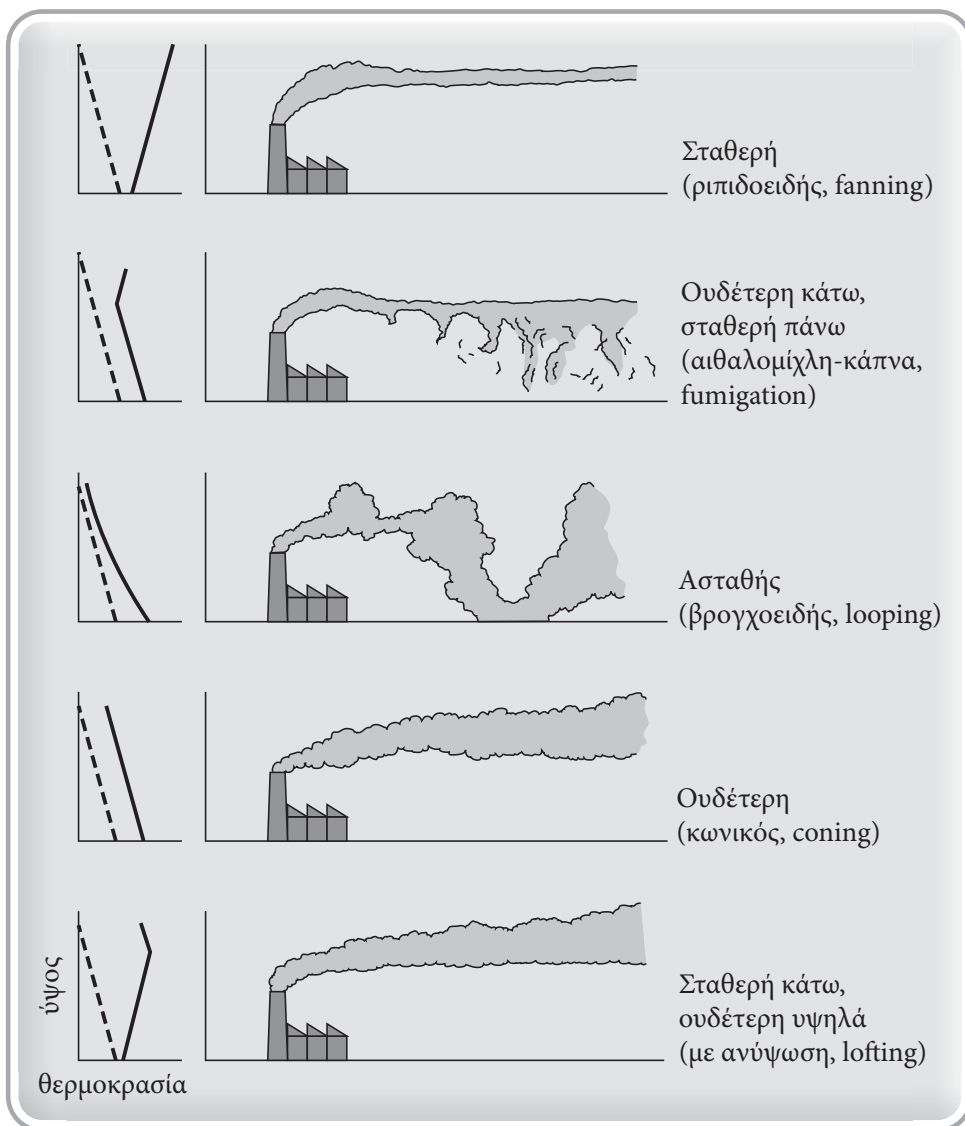 Σταθερή
(ριπιδοειδής, fanning)
Ουδέτερη κάτω,
σταθερή πάνω
(αιθαλομίχλη-κάπνα,
fumigation)
Ασταθής
(βρογχοειδής, looping)
Ουδέτερη
(κωνικός, coning)
Σταθερή κάτω,
ουδέτερη υψηλά
(με ανύψωση, lofting)
ύψος
θερμοκρασία